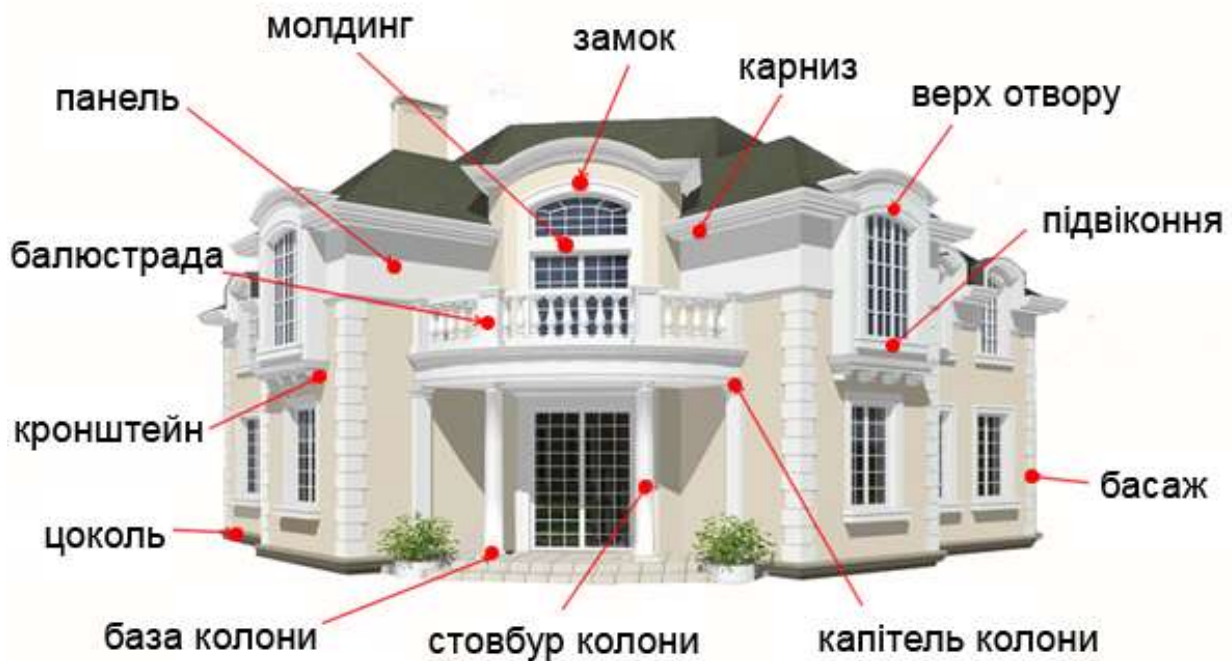 молдинг
замок
карниз
панель
верх отвору
підвіконня
балюстрада
кронштейн
басаж
цоколь
база колони
стовбур колони
капітель колони